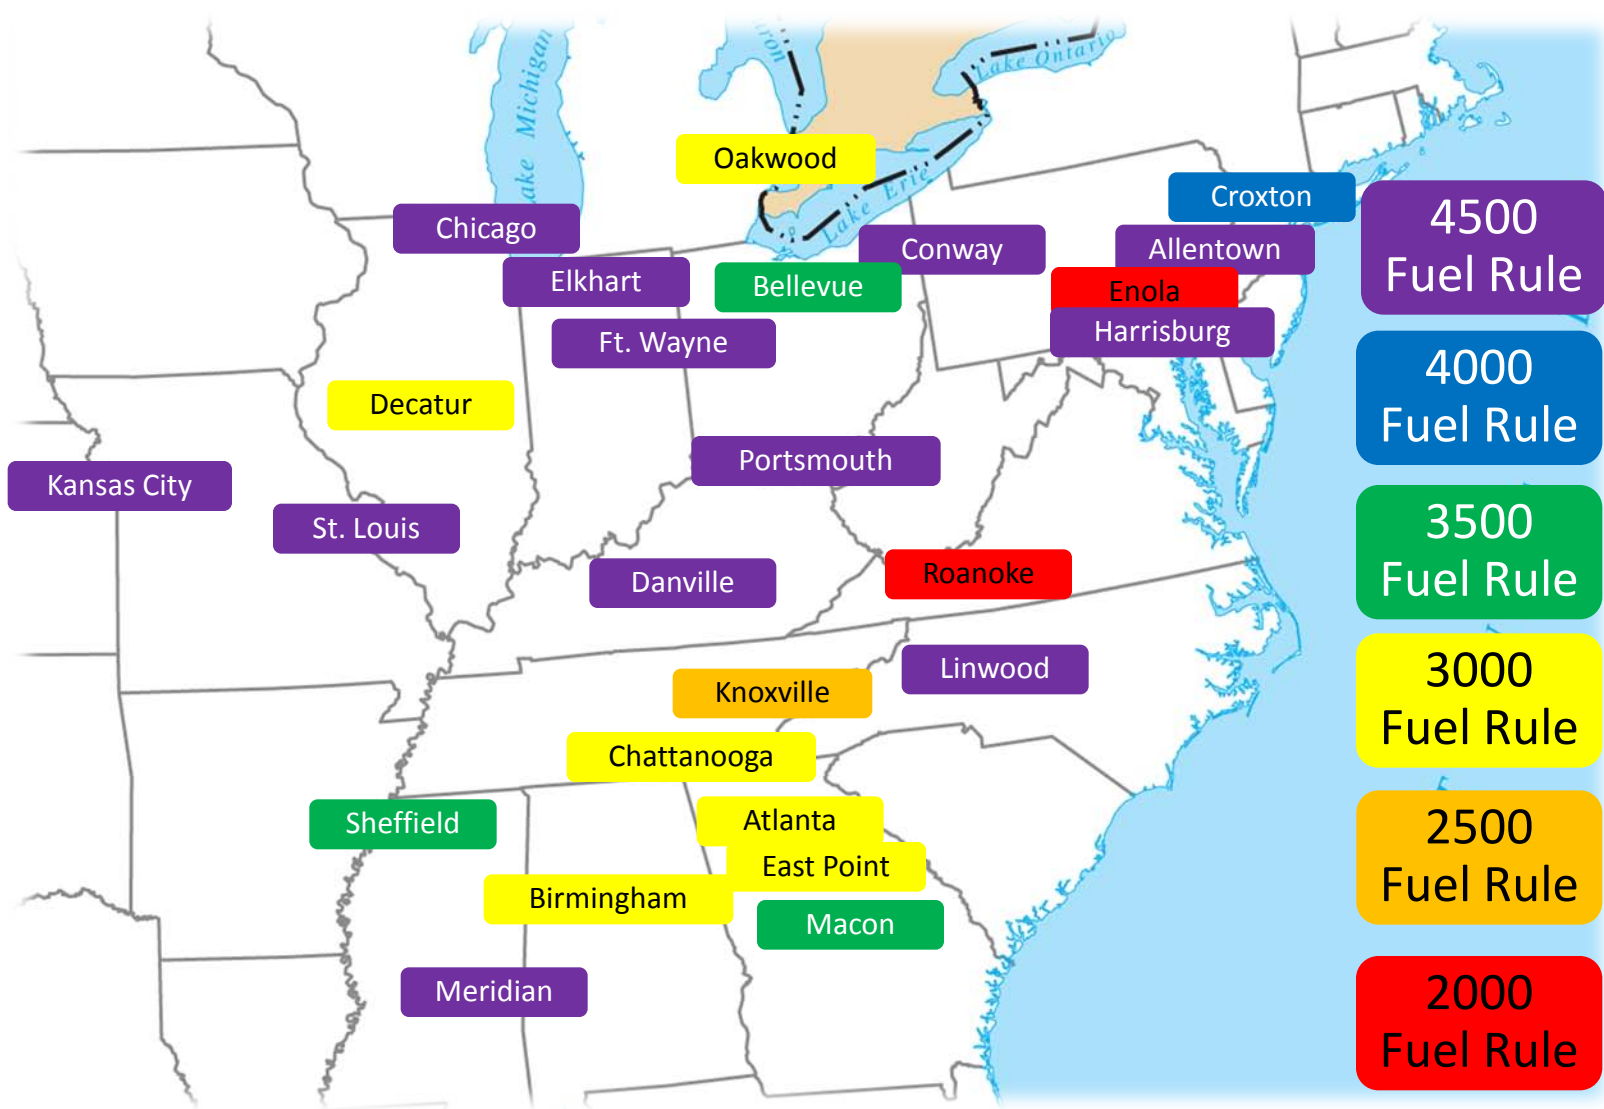 Lake Michigan
Lake Ontario
Oakwood
Lake Erie
Croxton
Chicago
Conway
Allentown
Elkhart
Bellevue
Enola
Harrisburg
Ft. Wayne
Decatur
Portsmouth
Kansas City
St. Louis
Danville
Roanoke
Linwood
Knoxville
Chattanooga
Sheffield
Atlanta
East Point
Birmingham
Macon
Meridian
4500
Fuel Rule
4000
Fuel Rule
3500
Fuel Rule
3000
Fuel Rule
2500
Fuel Rule
2000
Fuel Rule